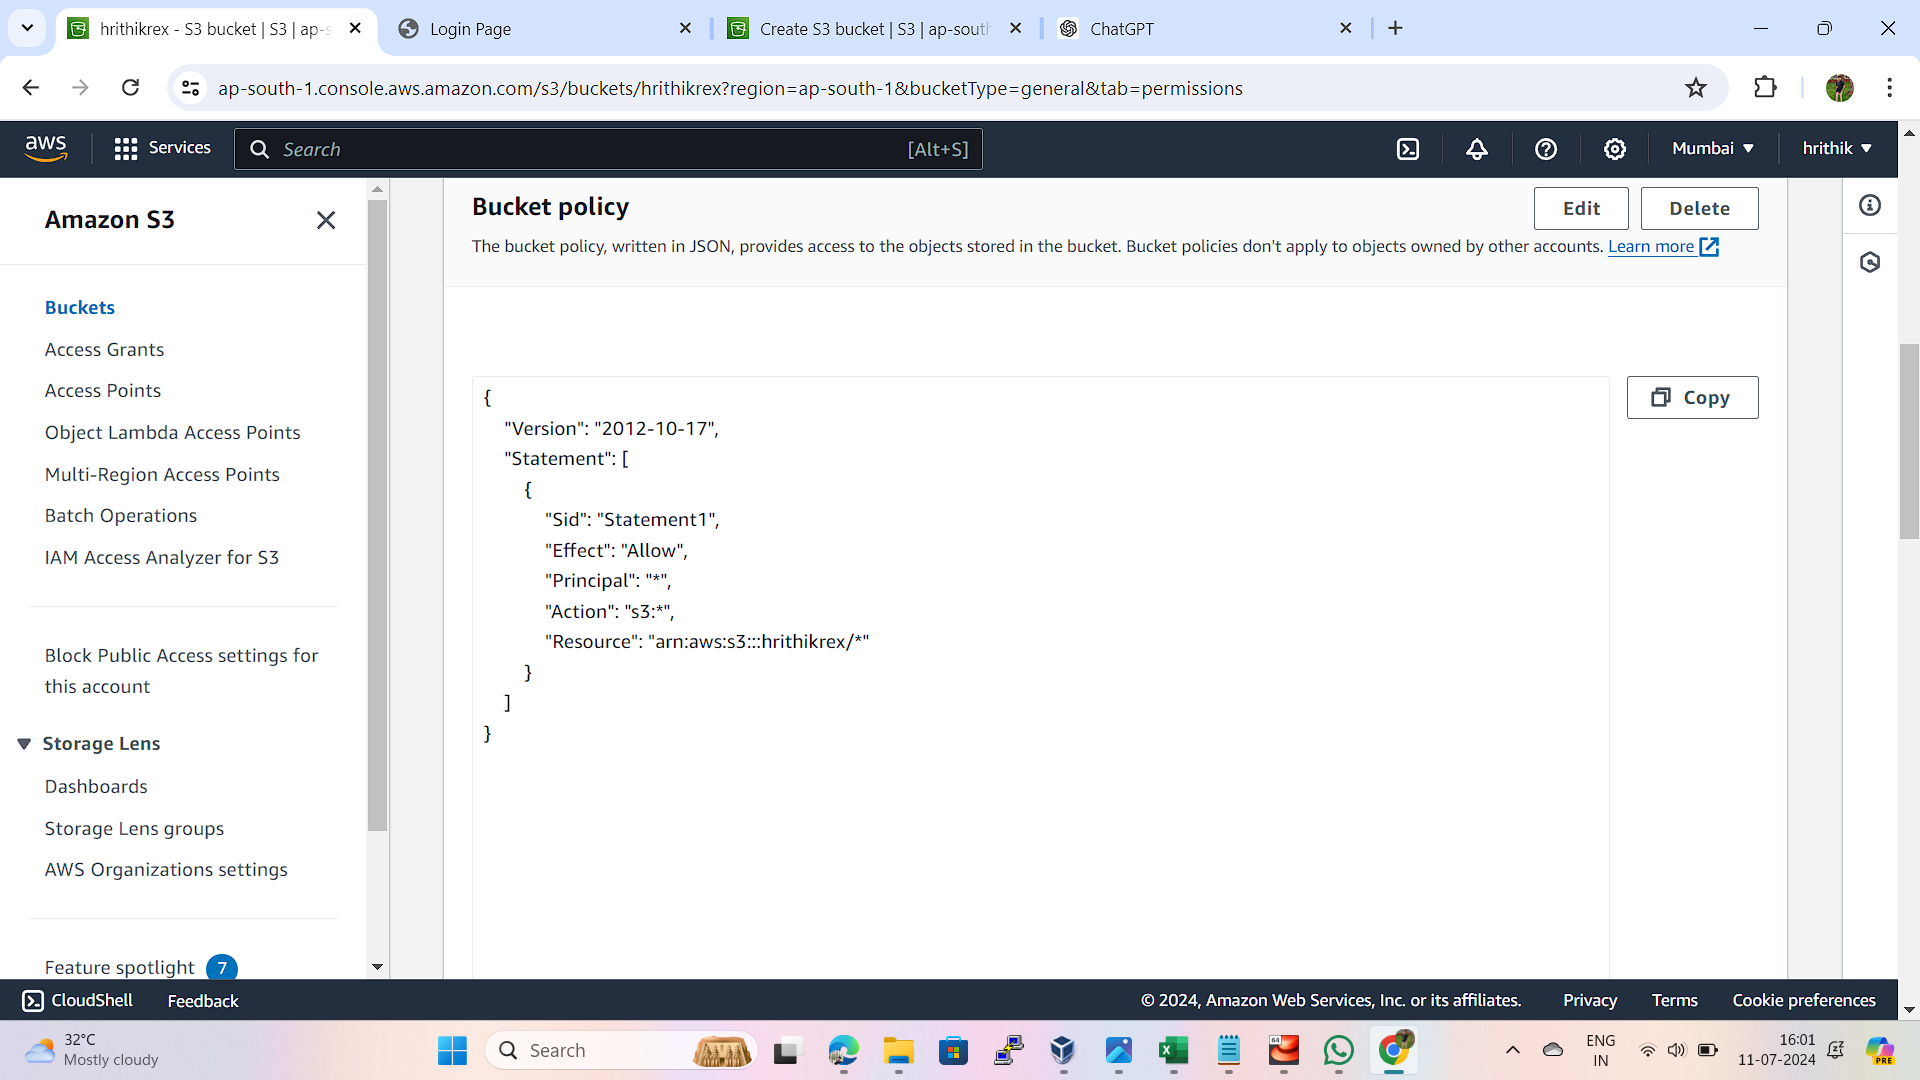 hrithikrex - S3 bucket | S3 | ap-s
Login Page
Create S3 bucket | S3 | ap-sout
ChatGPT
ap-south-1.console.aws.amazon.com/s3/buckets/hrithikrex?region=ap-south-1&bucketType=general&tab=permissions
aws
Services
Search
[Alt+S]
Mumbai
hrithik
Amazon S3
Buckets
Access Grants
Access Points
Object Lambda Access Points
Multi-Region Access Points
Batch Operations
IAM Access Analyzer for S3
Block Public Access settings for
this account
Storage Lens
Dashboards
Storage Lens groups
AWS Organizations settings
Feature spotlight 7
Bucket policy
Edit
Delete
The bucket policy, written in JSON, provides access to the objects stored in the bucket. Bucket policies don't apply to objects owned by other accounts. Learn more
Copy
{
"Version": "2012-10-17",
"Statement": [
{
"Sid": "Statement1",
"Effect": "Allow",
"Principal": "*",
"Action": "s3:*",
"Resource": "arn:aws:s3:::hrithikrex/*"
}
]
}
CloudShell
Feedback
© 2024, Amazon Web Services, Inc. or its affiliates.
Privacy
Terms
Cookie preferences
32°C
Mostly cloudy
Search
64
ENG
IN
16:01
11-07-2024
PRE